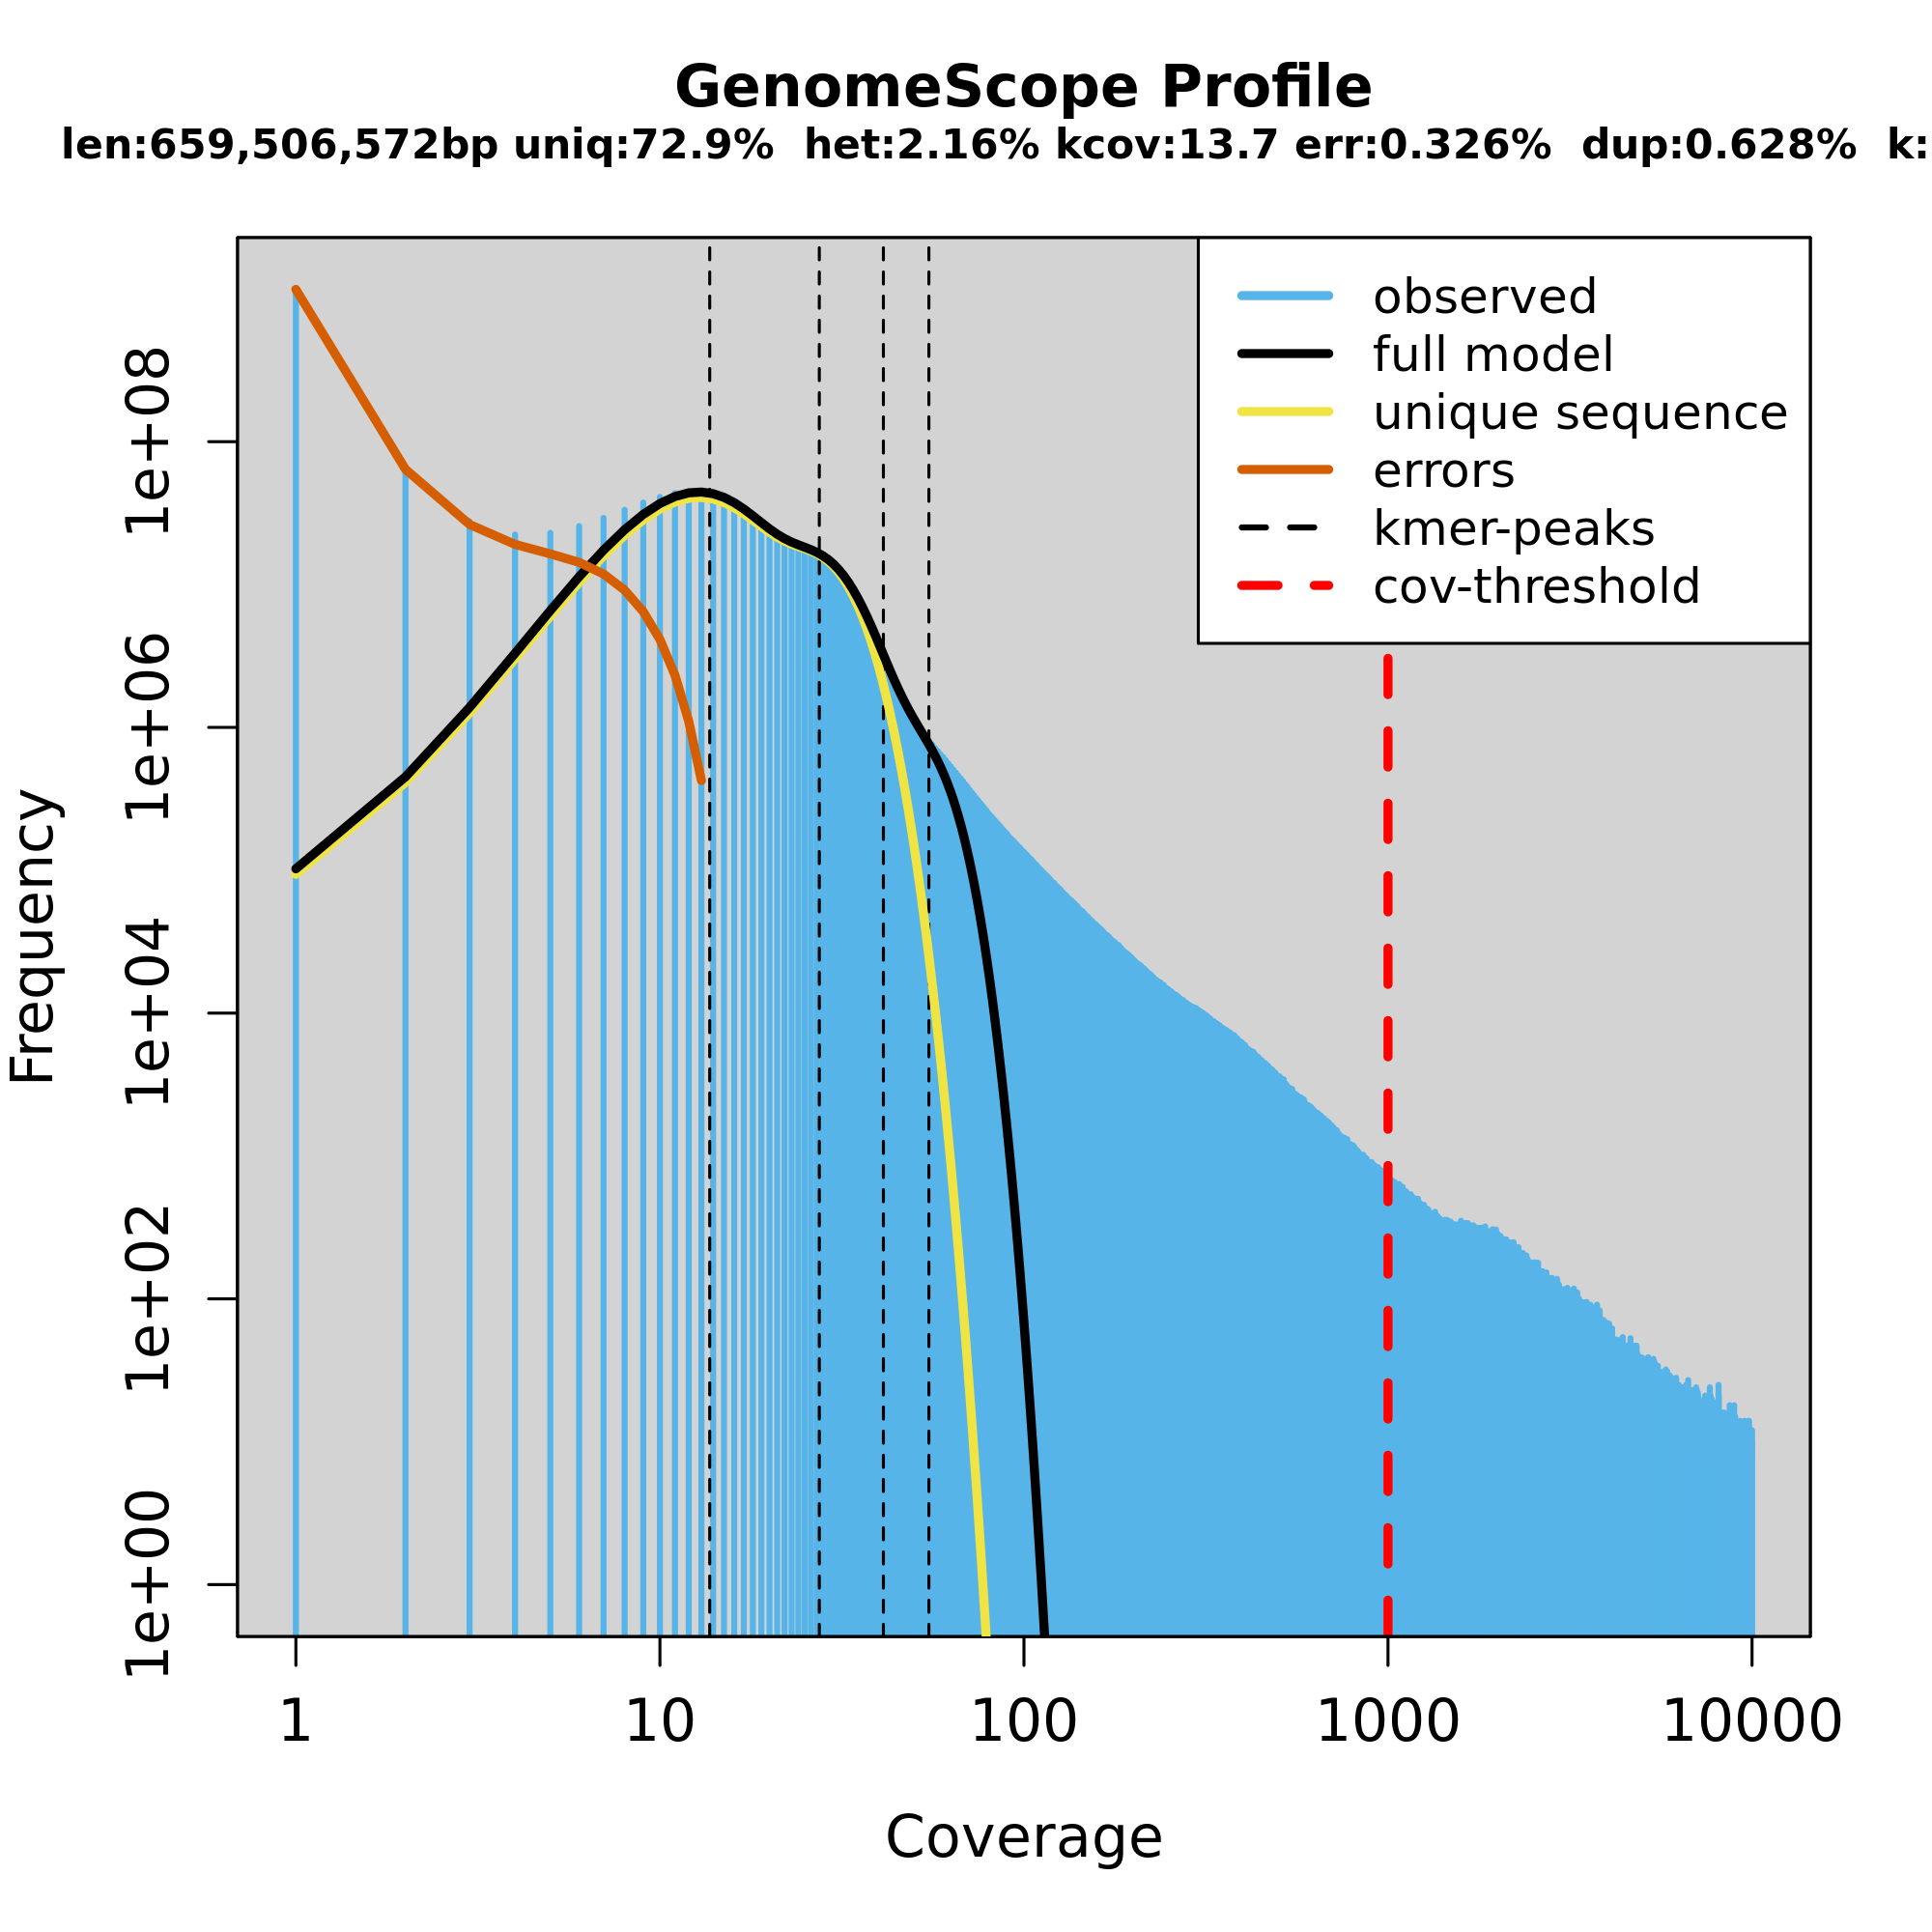 GenomeScope Profile
len:659,506,572bp uniq:72.9% het:2.16% kcov:13.7 err:0.326% dup:0.628% k:
observed
full model
unique sequence
errors
kmer-peaks
cov-threshold
Frequency
1e+08
1e+06
1e+04
1e+02
1e+00
1 10 100 1000 10000
Coverage